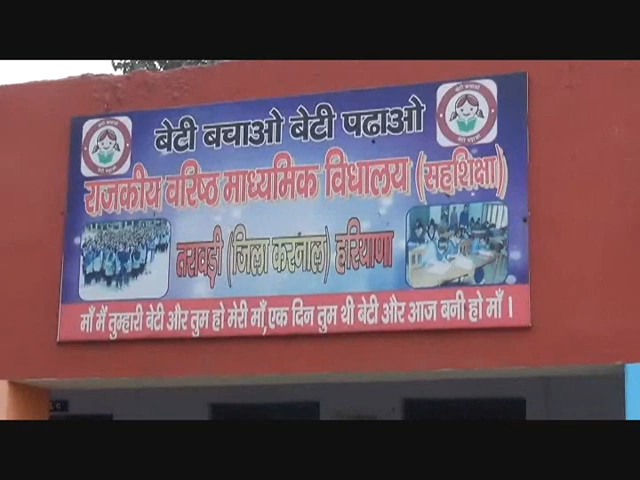 बेटी बचाओ बेटी पढाओ
राजकीय वरिष्ठ माध्यमिक विधालय (सहशिक्षा)
तरावड़ी (जिला करनाल) हरियाणा
माँ मैं तुम्हारी बेटी और तुम हो मेरी माँ,एक दिन तुम थी बेटी और आज बनी हो माँ ।